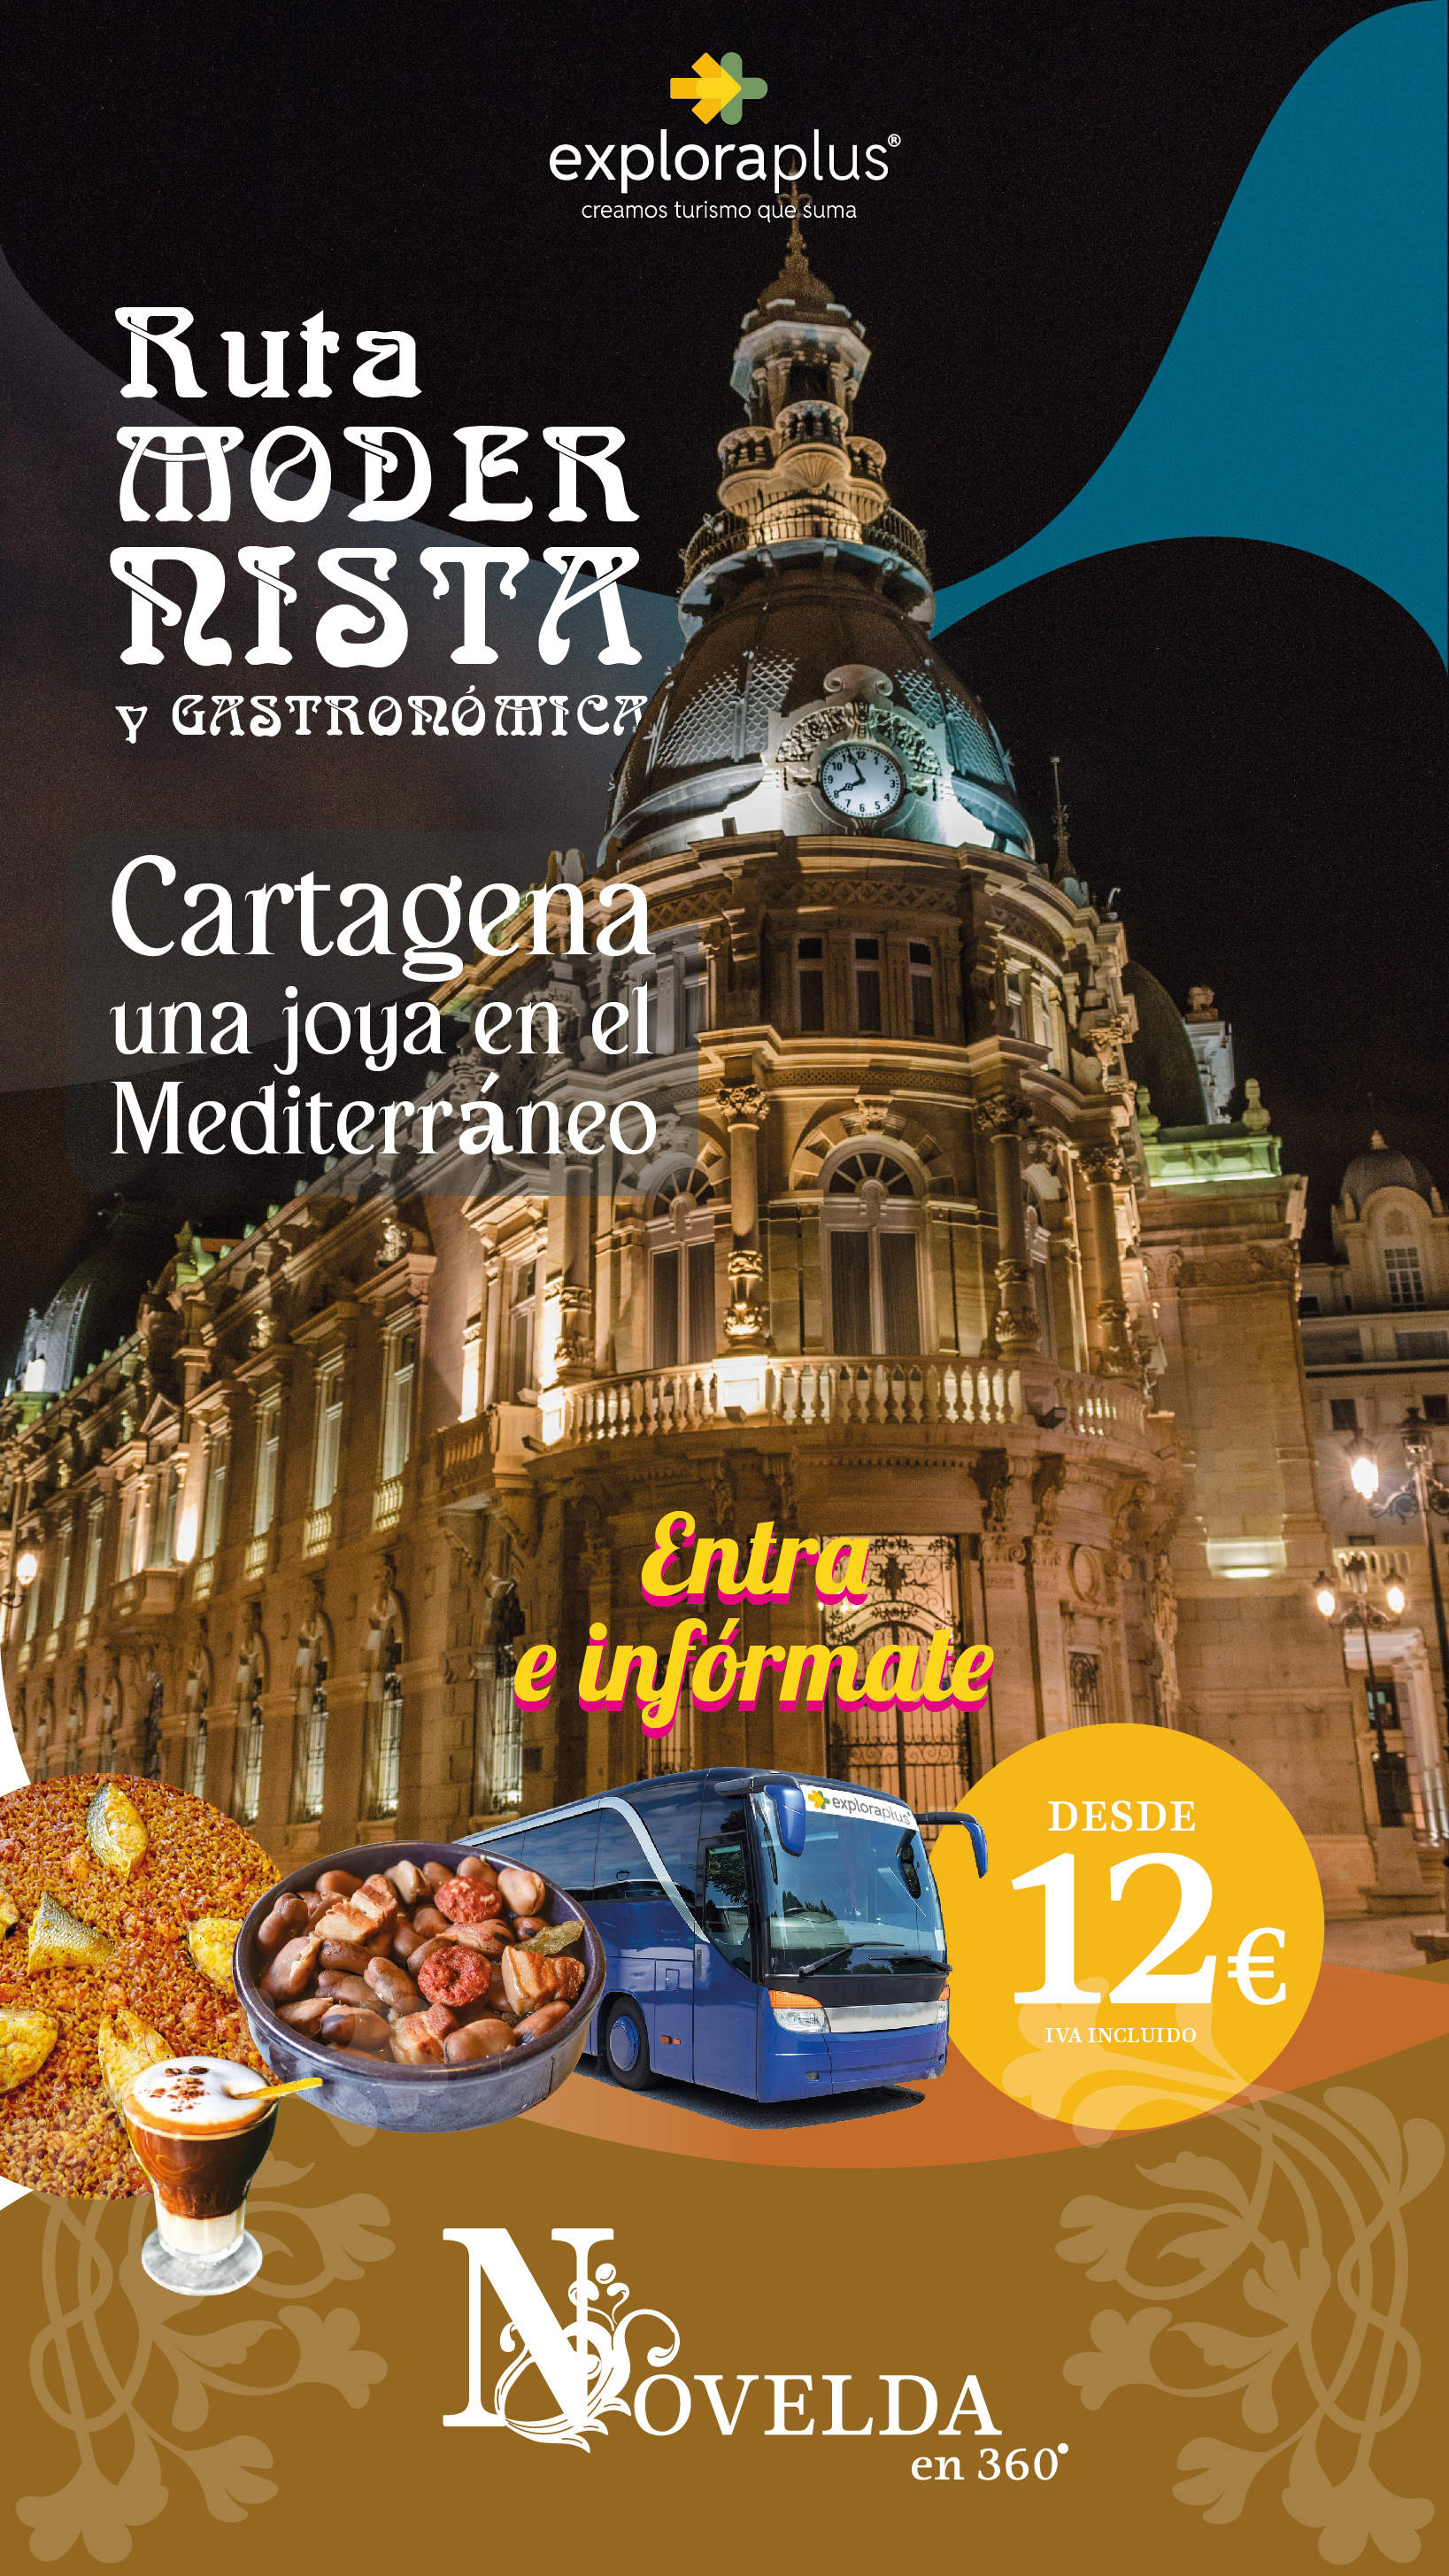 exploraplus®
creamos turismo que suma
Ruta
MODER
NISTA
y GASTRONÓMICA
Cartagena
una joya en el
Mediterráneo
Entra
e infórmate
exploraplus
DESDE
12€
IVA INCLUIDO
NOVELDA
en 360°